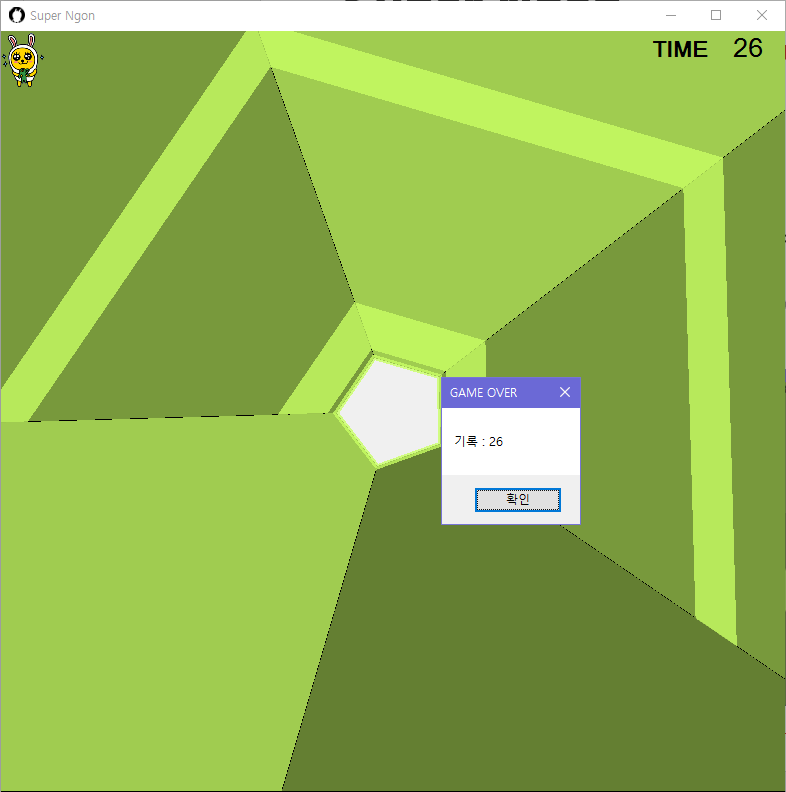 Super Ngon
TIME 26
GAME OVER
기록 : 26
확인